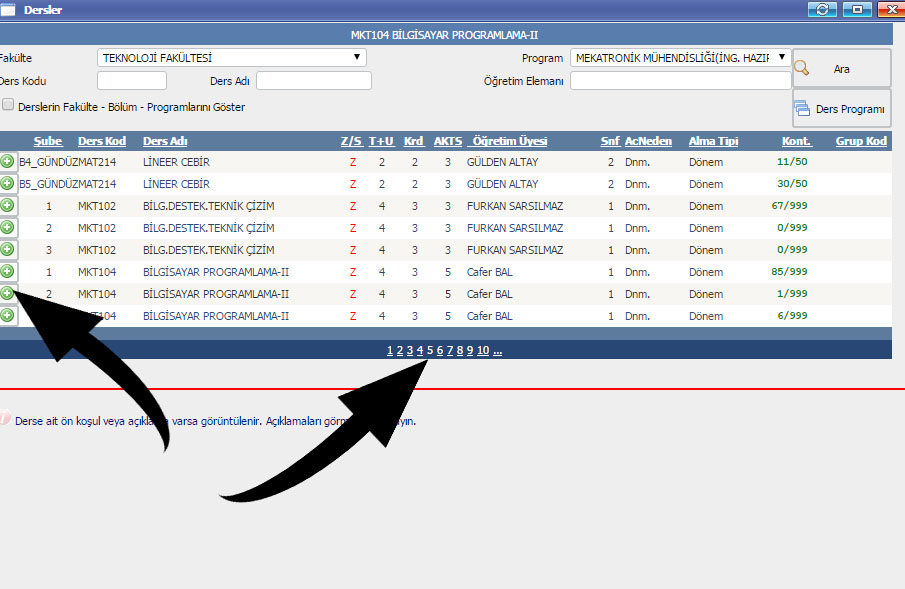 Dersler
MKT104 BİLGİSAYAR PROGRAMLAMA-II
Fakülte TEKNOLOJİ FAKÜLTESİ Program MEKATRONİK MÜHENDİSLİĞİ(İNG. HAZIF
Ders Kodu Ders Adı Öğretim Elemanı Ara
Derslerin Fakülte - Bölüm - Programlarını Göster Ders Programı
Şube Ders Kod Ders Adı Z/S T+U Krd AKTS Öğretim Üyesi Snf AcNeden Alma Tipi Kont. Grup Kod
B4_GÜNDÜZ MAT214 LİNEER CEBİR Z 2 2 3 GÜLDEN ALTAY 2 Dnm. Dönem 11/50
B5_GÜNDÜZ MAT214 LİNEER CEBİR Z 2 2 3 GÜLDEN ALTAY 2 Dnm. Dönem 30/50
1 MKT102 BİLG.DESTEK.TEKNİK ÇİZİM Z 4 3 3 FURKAN SARSILMAZ 1 Dnm. Dönem 67/999
2 MKT102 BİLG.DESTEK.TEKNİK ÇİZİM Z 4 3 3 FURKAN SARSILMAZ 1 Dnm. Dönem 0/999
3 MKT102 BİLG.DESTEK.TEKNİK ÇİZİM Z 4 3 3 FURKAN SARSILMAZ 1 Dnm. Dönem 0/999
1 MKT104 BİLGİSAYAR PROGRAMLAMA-II Z 4 3 5 Cafer BAL 1 Dnm. Dönem 85/999
2 MKT104 BİLGİSAYAR PROGRAMLAMA-II Z 4 3 5 Cafer BAL 1 Dnm. Dönem 1/999
BİLGİSAYAR PROGRAMLAMA-II Z 4 3 5 Cafer BAL 1 Dnm. Dönem 6/999
1 2 3 4 5 6 7 8 9 10 ...
Derse ait ön koşul veya varsa görüntülenir. Açıklamaları